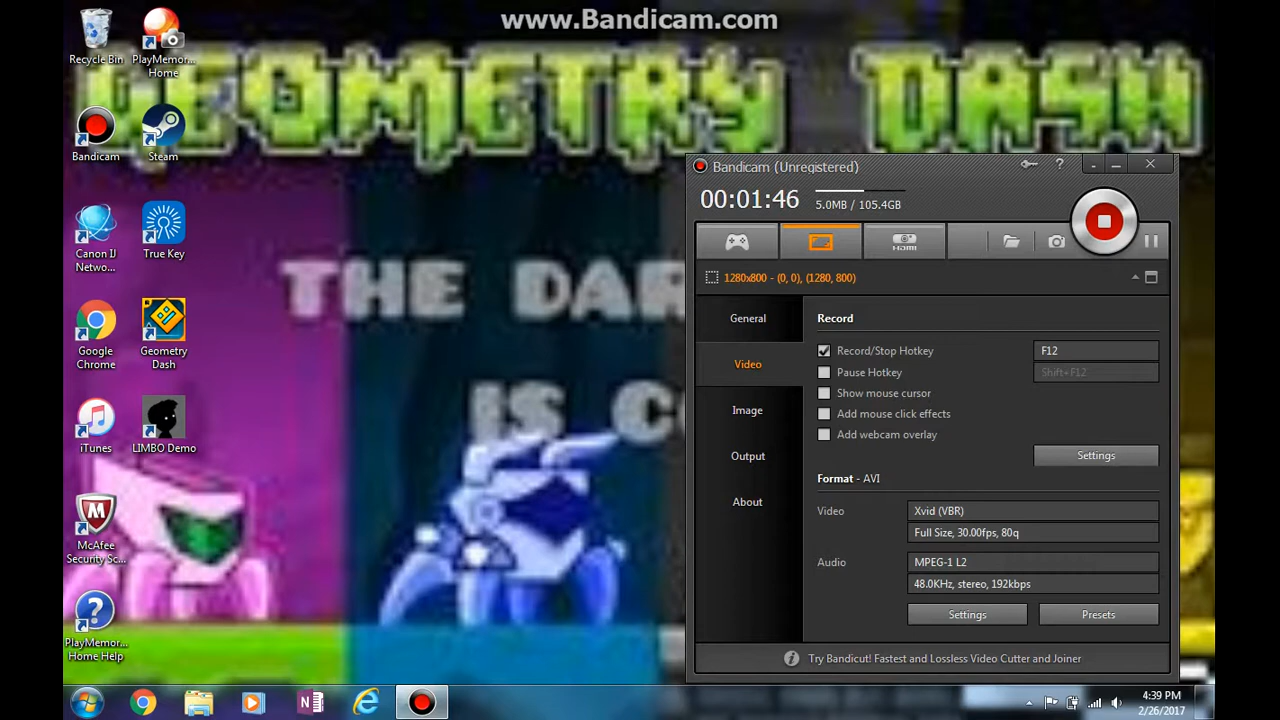 www.Bandicam.com
GEOMETRY DASH
THE DAR
IS C
Recycle Bin
PlayMemor...
Home
Bandicam
Steam
Canon IJ
Netwo...
True Key
Google
Chrome
Geometry
Dash
iTunes
LIMBO Demo
McAfee
Security Sc...
PlayMemor...
Home Help
Bandicam (Unregistered)
00:01:46
5.0MB / 105.4GB
HDMI
1280x800 - (0, 0), (1280, 800)
General
Video
Image
Output
About
Record
Record/Stop Hotkey
F12
Pause Hotkey
Shift+F12
Show mouse cursor
Add mouse click effects
Add webcam overlay
Settings
Format - AVI
Video
Xvid (VBR)
Full Size, 30.00fps, 80q
Audio
MPEG-1 L2
48.0KHz, stereo, 192kbps
Settings
Presets
Try Bandicut! Fastest and Lossless Video Cutter and Joiner
4:39 PM
2/26/2017